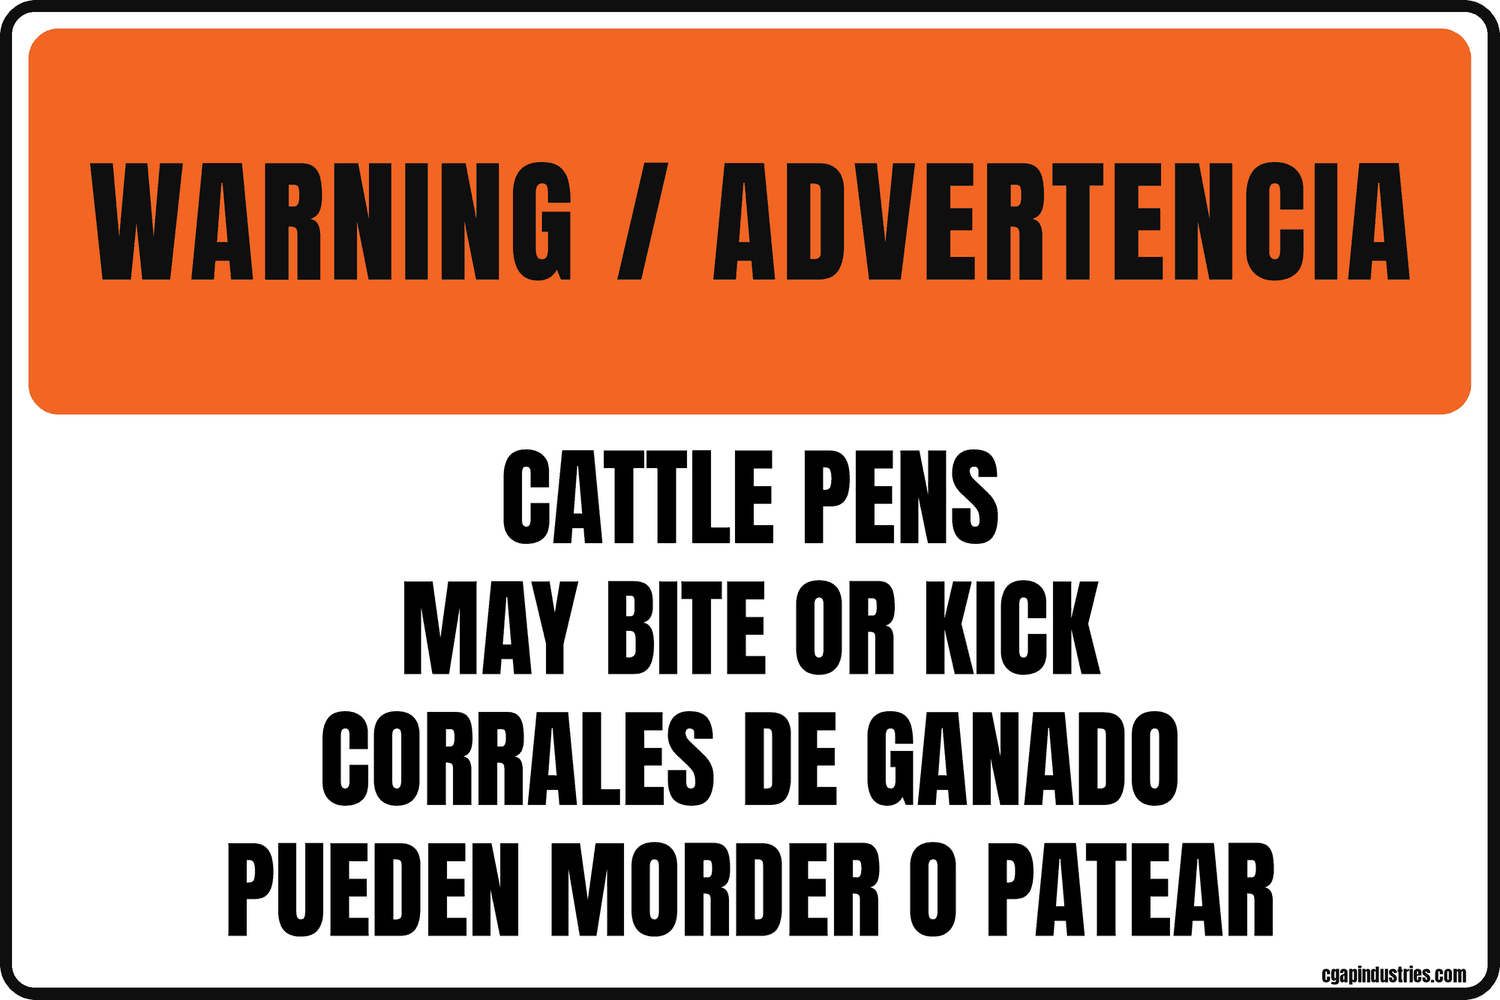 WARNING / ADVERTENCIA
CATTLE PENS
MAY BITE OR KICK
CORRALES DE GANADO
PUEDEN MORDER O PATEAR
cgapindustries.com